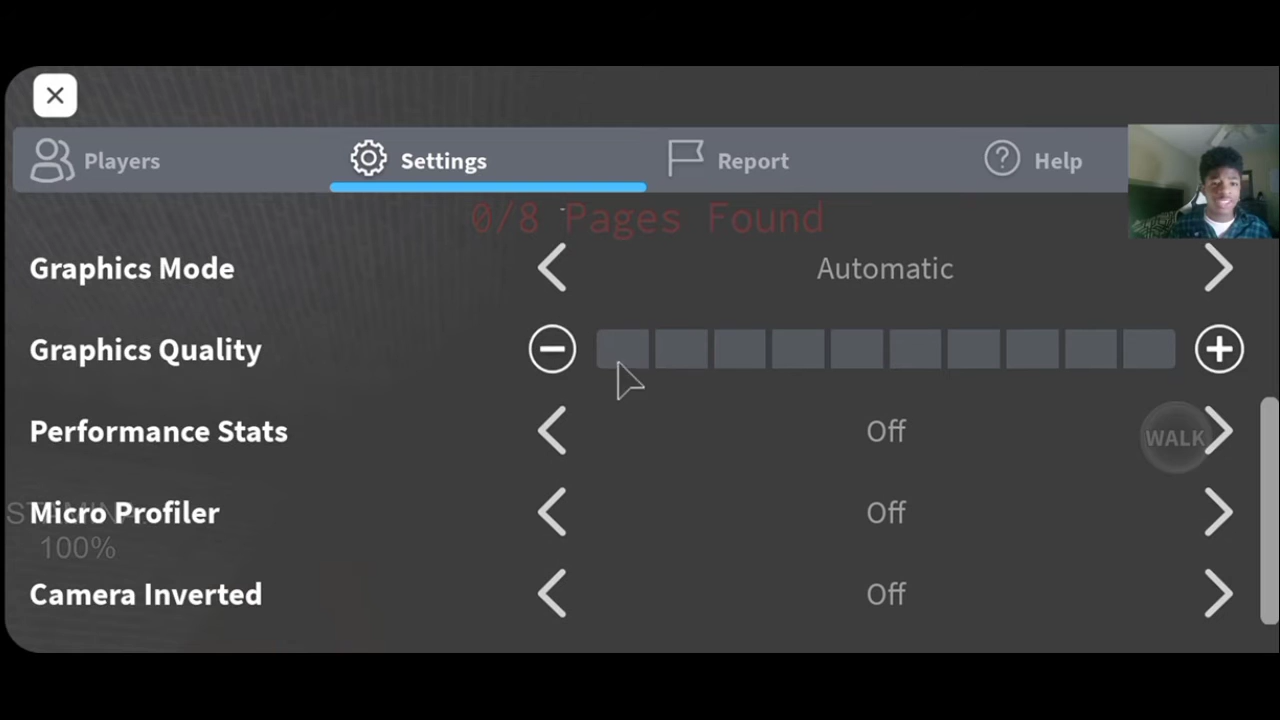 Players
Settings
Report
Help
0/8 Pages Found
Graphics Mode
Automatic
Graphics Quality
Performance Stats
Off
WALK
Micro Profiler
Off
100%
Camera Inverted
Off